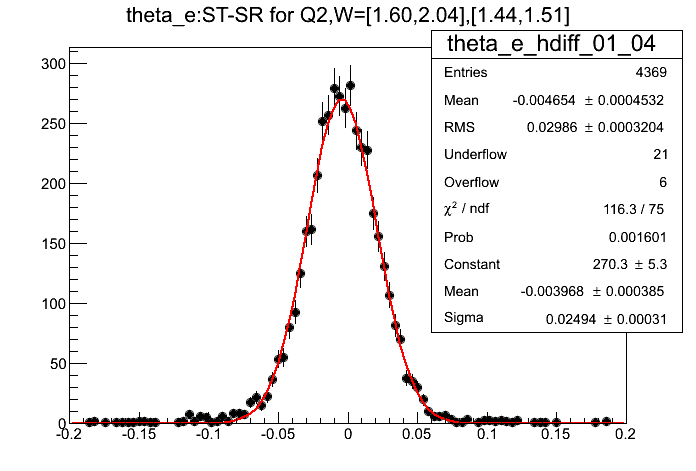 theta_e:ST-SR for Q2,W=[1.60,2.04],[1.44,1.51]
theta_e_hdiff_01_04
Entries 4369
Mean -0.004654 ± 0.0004532
RMS 0.02986 ± 0.0003204
Underflow 21
Overflow 6
χ² / ndf 116.3 / 75
Prob 0.001601
Constant 270.3 ± 5.3
Mean -0.003968 ± 0.000385
Sigma 0.02494 ± 0.00031
300
250
200
150
100
50
0
-0.2 -0.15 -0.1 -0.05 0 0.05 0.1 0.15 0.2